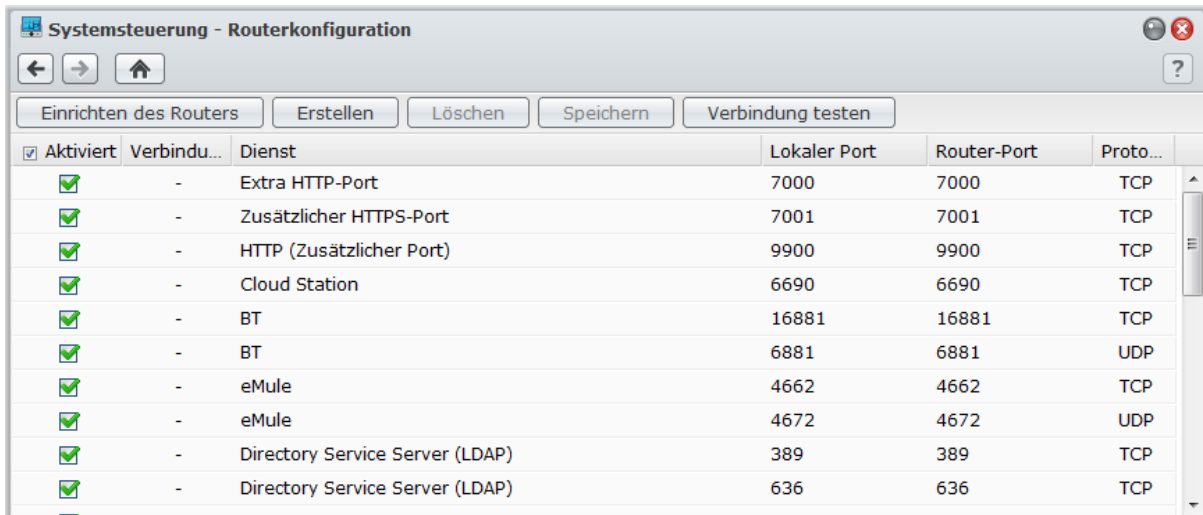 Systemsteuerung - Routerkonfiguration
?
Einrichten des Routers Erstellen Löschen Speichern Verbindung testen
Aktiviert Verbindu... Dienst Lokaler Port Router-Port Proto...
- Extra HTTP-Port 7000 7000 TCP
- Zusätzlicher HTTPS-Port 7001 7001 TCP
- HTTP (Zusätzlicher Port) 9900 9900 TCP
- Cloud Station 6690 6690 TCP
- BT 16881 16881 TCP
- BT 6881 6881 UDP
- eMule 4662 4662 TCP
- eMule 4672 4672 UDP
- Directory Service Server (LDAP) 389 389 TCP
- Directory Service Server (LDAP) 636 636 TCP